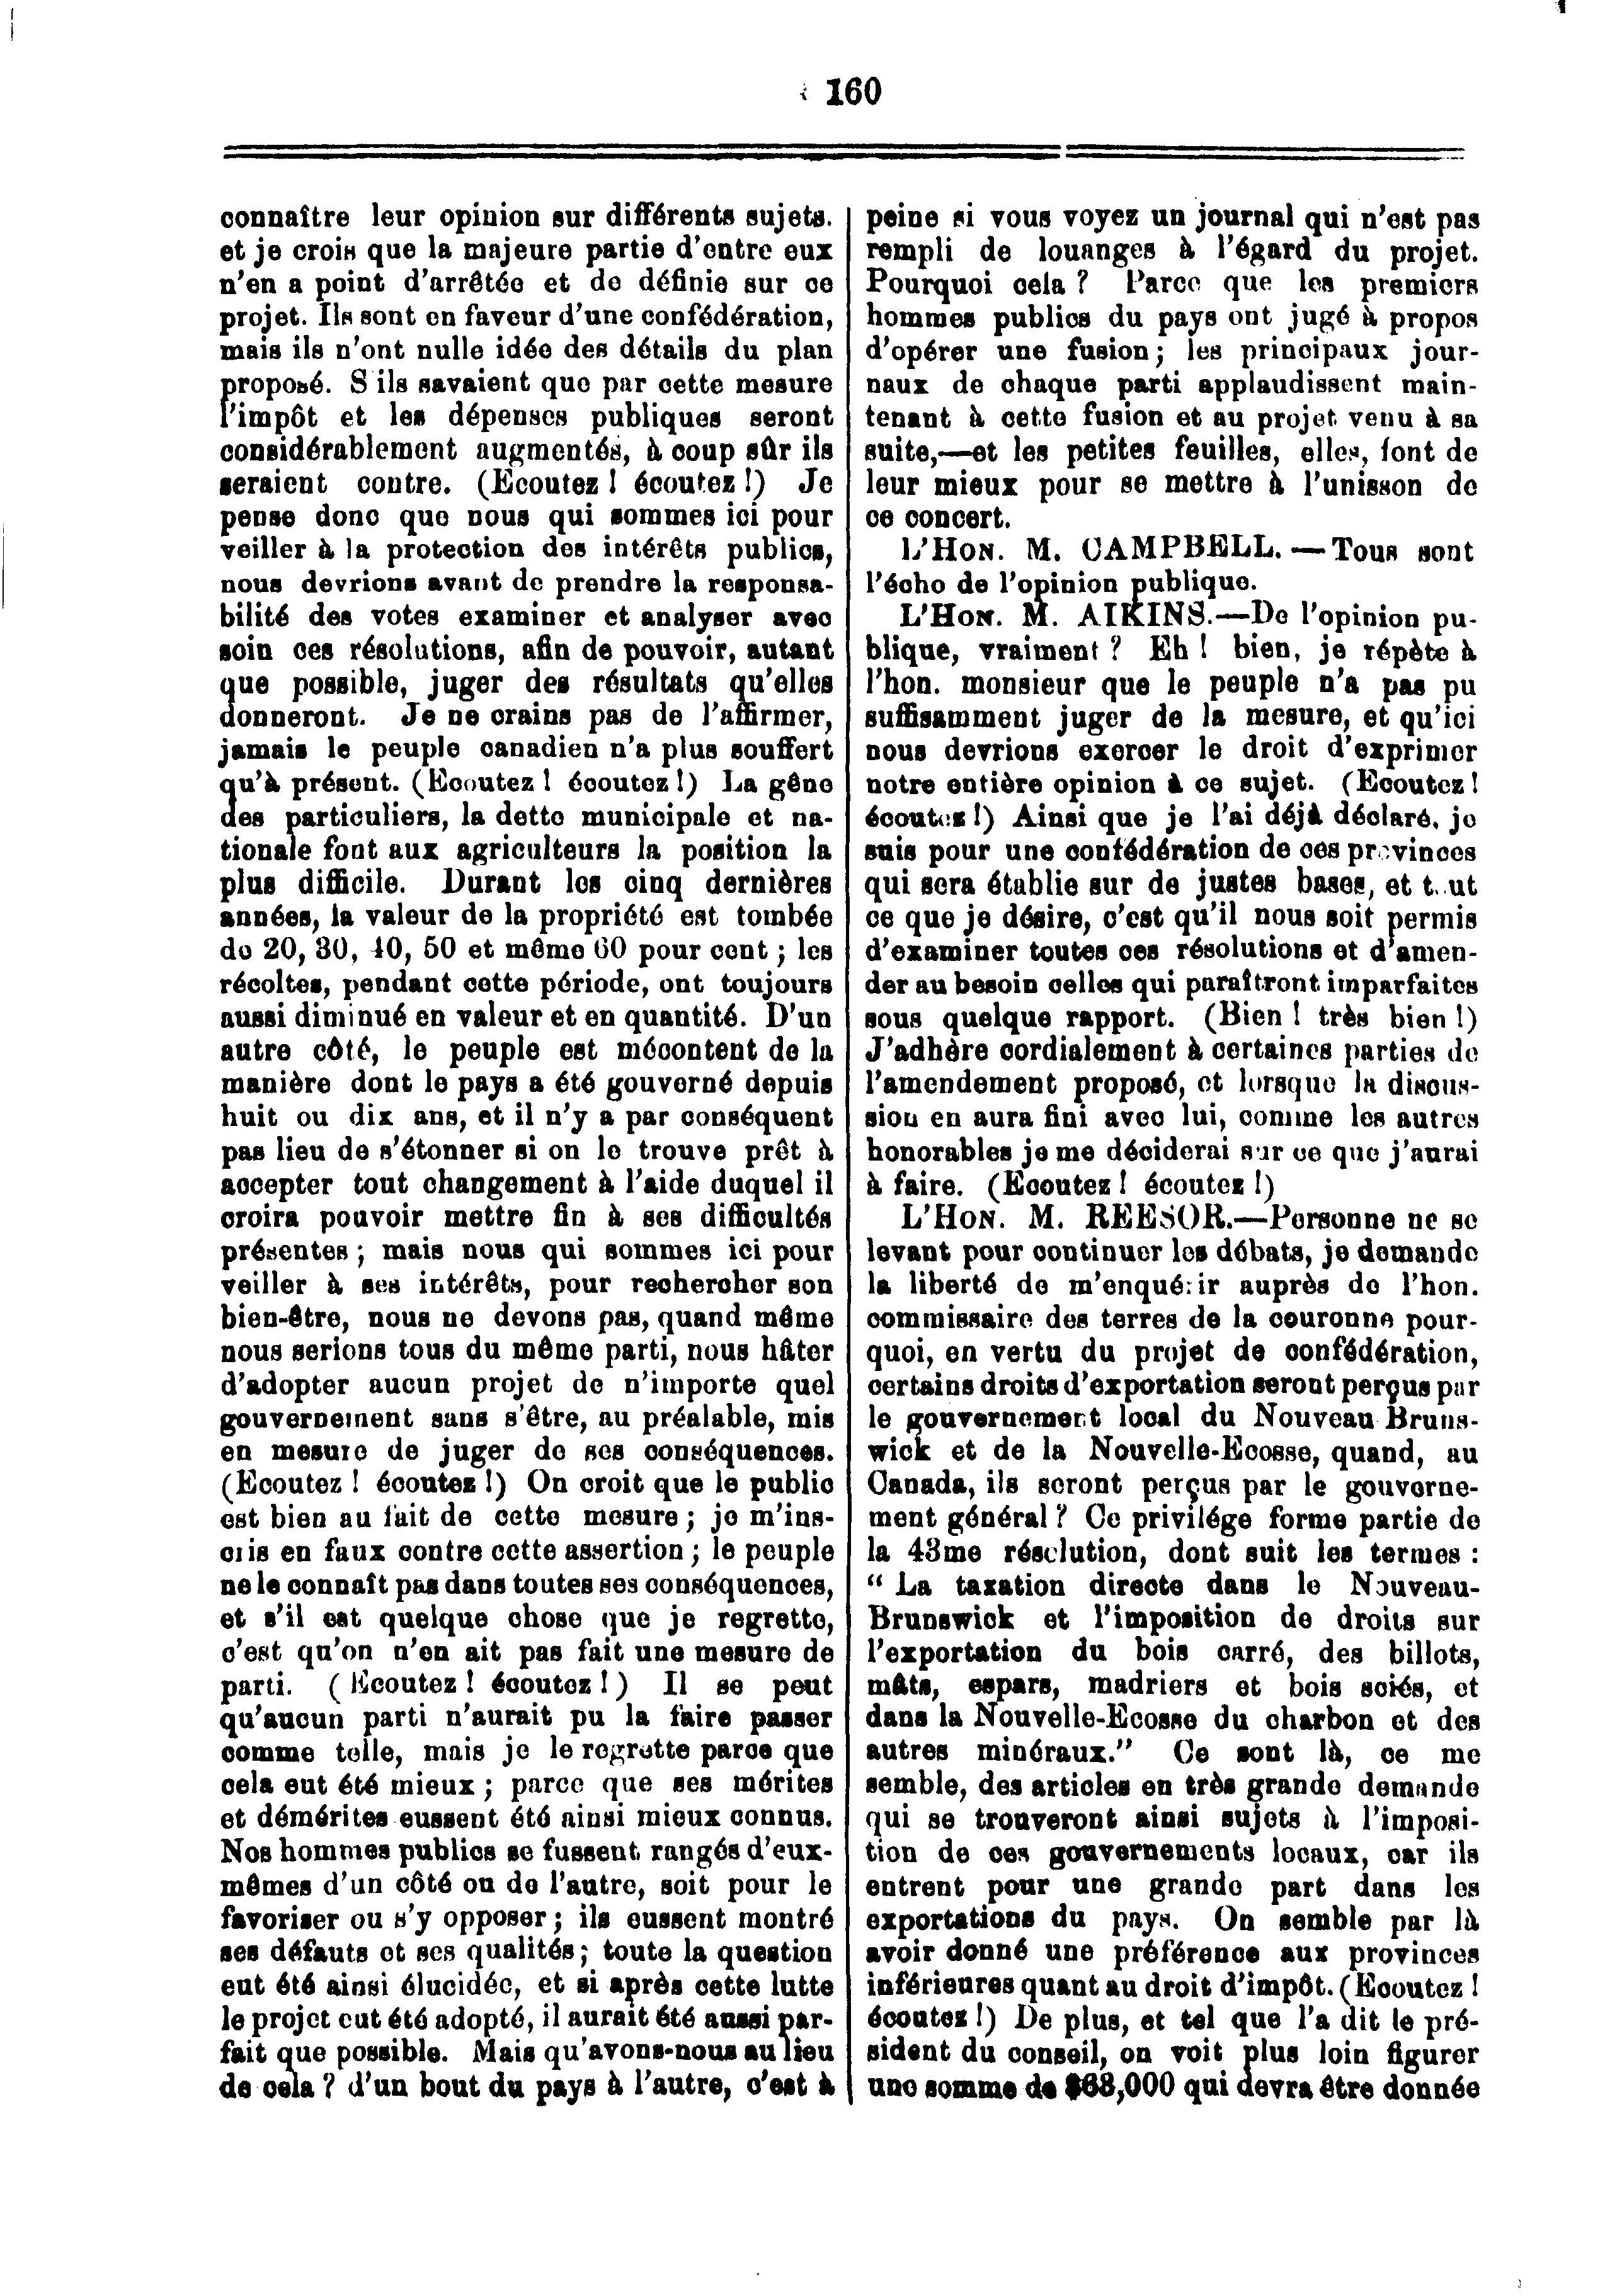 160
connaître leur opinion sur différents sujets.
et je crois que la majeure partie d'entre eux
n'en a point d'arrêtée et de définie sur ce
projet. Ils sont en faveur d'une confédération,
mais ils n'ont nulle idée des détails du plan
proposé. S'ils savaient que par cette mesure
l'impôt et les dépenses publiques seront
considérablement augmentés, à coup sûr ils
seraient contre. (Ecoutez ! écoutez !) Je
pense donc que nous qui sommes ici pour
veiller à la protection des intérêts publics,
nous devrions avant de prendre la responsa-
bilité des votes examiner et analyser avec
soin ces résolutions, afin de pouvoir, autant
que possible, juger des résultats qu'elles
donneront. Je ne crains pas de l'affirmer,
jamais le peuple canadien n'a plus souffert
qu'à présent. (Ecoutez ! écoutez !) La gêne
des particuliers, la dette municipale et na-
tionale font aux agriculteurs la position la
plus difficile. Durant les cinq dernières
années, la valeur de la propriété est tombée
de 20, 30, 40, 50 et même 60 pour cent ; les
récoltes, pendant cette période, ont toujours
aussi diminué en valeur et en quantité. D'un
autre côté, le peuple est mécontent de la
manière dont le pays a été gouverné depuis
huit ou dix ans, et il n'y a par conséquent
pas lieu de s'étonner si on le trouve prêt à
accepter tout changement à l'aide duquel il
croira pouvoir mettre fin à ses difficultés
présentes ; mais nous qui sommes ici pour
veiller à ses intérêts, pour rechercher son
bien-être, nous ne devons pas, quand même
nous serions tous du même parti, nous hâter
d'adopter aucun projet de n'importe quel
gouvernement sans s'être, au préalable, mis
en mesure de juger de ses conséquences.
(Ecoutez ! écoutez !) On croit que le public
est bien au fait de cette mesure ; je m'ins-
cris en faux contre cette assertion ; le peuple
ne le connaît pas dans toutes ses conséquences,
et s'il est quelque chose que je regrette,
c'est qu'on n'en ait pas fait une mesure de
parti. (Ecoutez ! écoutez !) Il se peut
qu'aucun parti n'aurait pu la faire passer
comme telle, mais je le regrette parce que
cela eut été mieux ; parce que ses mérites
et démérites eussent été ainsi mieux connus.
Nos hommes publics se fussent rangés d'eux-
mêmes d'un côté ou de l'autre, soit pour le
favoriser ou s'y opposer ; ils eussent montré
ses défauts et ses qualités ; toute la question
eut été ainsi élucidée, et si après cette lutte
le projet eut été adopté, il aurait été aussi par-
fait que possible. Mais qu'avons-nous au lieu
de cela ? d'un bout du pays à l'autre, c'est à
peine si vous voyez un journal qui n'est pas
rempli de louanges à l'égard du projet.
Pourquoi cela ? Parce que les premiers
hommes publics du pays ont jugé à propos
d'opérer une fusion ; les principaux jour-
naux de chaque parti applaudissent main-
tenant à cette fusion et au projet venu à sa
suite,—et les petites feuilles, elles, font de
leur mieux pour se mettre à l'unisson de
ce concert.
L'HON. M. CAMPBELL.—Tous sont
l'écho de l'opinion publique.
L'HON. M. AIKINS.—De l'opinion pu-
blique, vraiment ? Eh ! bien, je répète à
l'hon. monsieur que le peuple n'a pas pu
suffisamment juger de la mesure, et qu'ici
nous devrions exercer le droit d'exprimer
notre entière opinion à ce sujet. (Ecoutez !
écoutez !) Ainsi que je l'ai déjà déclaré, je
suis pour une confédération de ces provinces
qui sera établie sur de justes bases, et tout
ce que je désire, c'est qu'il nous soit permis
d'examiner toutes ces résolutions et d'amen-
der au besoin celles qui paraîtront imparfaites
sous quelque rapport. (Bien ! très bien !)
J'adhère cordialement à certaines parties de
l'amendement proposé, et lorsque la discus-
sion en aura fini avec lui, comme les autres
honorables je me déciderai sur ce que j'aurai
à faire. (Ecoutez ! écoutez !)
L'HON. M. REESOR.—Personne ne se
levant pour continuer les débats, je demande
la liberté de m'enquérir auprès de l'hon.
commissaire des terres de la couronne pour-
quoi, en vertu du projet de confédération,
certains droits d'exportation seront perçus par
le gouvernement local du Nouveau Bruns-
wick et de la Nouvelle-Ecosse, quand, au
Canada, ils seront perçus par le gouverne-
ment général ? Ce privilége forme partie de
la 43me résolution, dont suit les termes :
" La taxation directe dans le Nouveau-
Brunswick et l'imposition de droits sur
l'exportation du bois carré, des billots,
mâts, espars, madriers et bois sciés, et
dans la Nouvelle-Ecosse du charbon et des
autres minéraux." Ce sont là, ce me
semble, des articles en très grande demande
qui se trouveront ainsi sujets à l'imposi-
tion de ces gouvernements locaux, car ils
entrent pour une grande part dans les
exportations du pays. On semble par là
avoir donné une préférence aux provinces
inférieures quant au droit d'impôt. (Ecoutez !
écoutez !) De plus, et tel que l'a dit le pré-
sident du conseil, on voit plus loin figurer
une somme de $63,000 qui devra être donnée